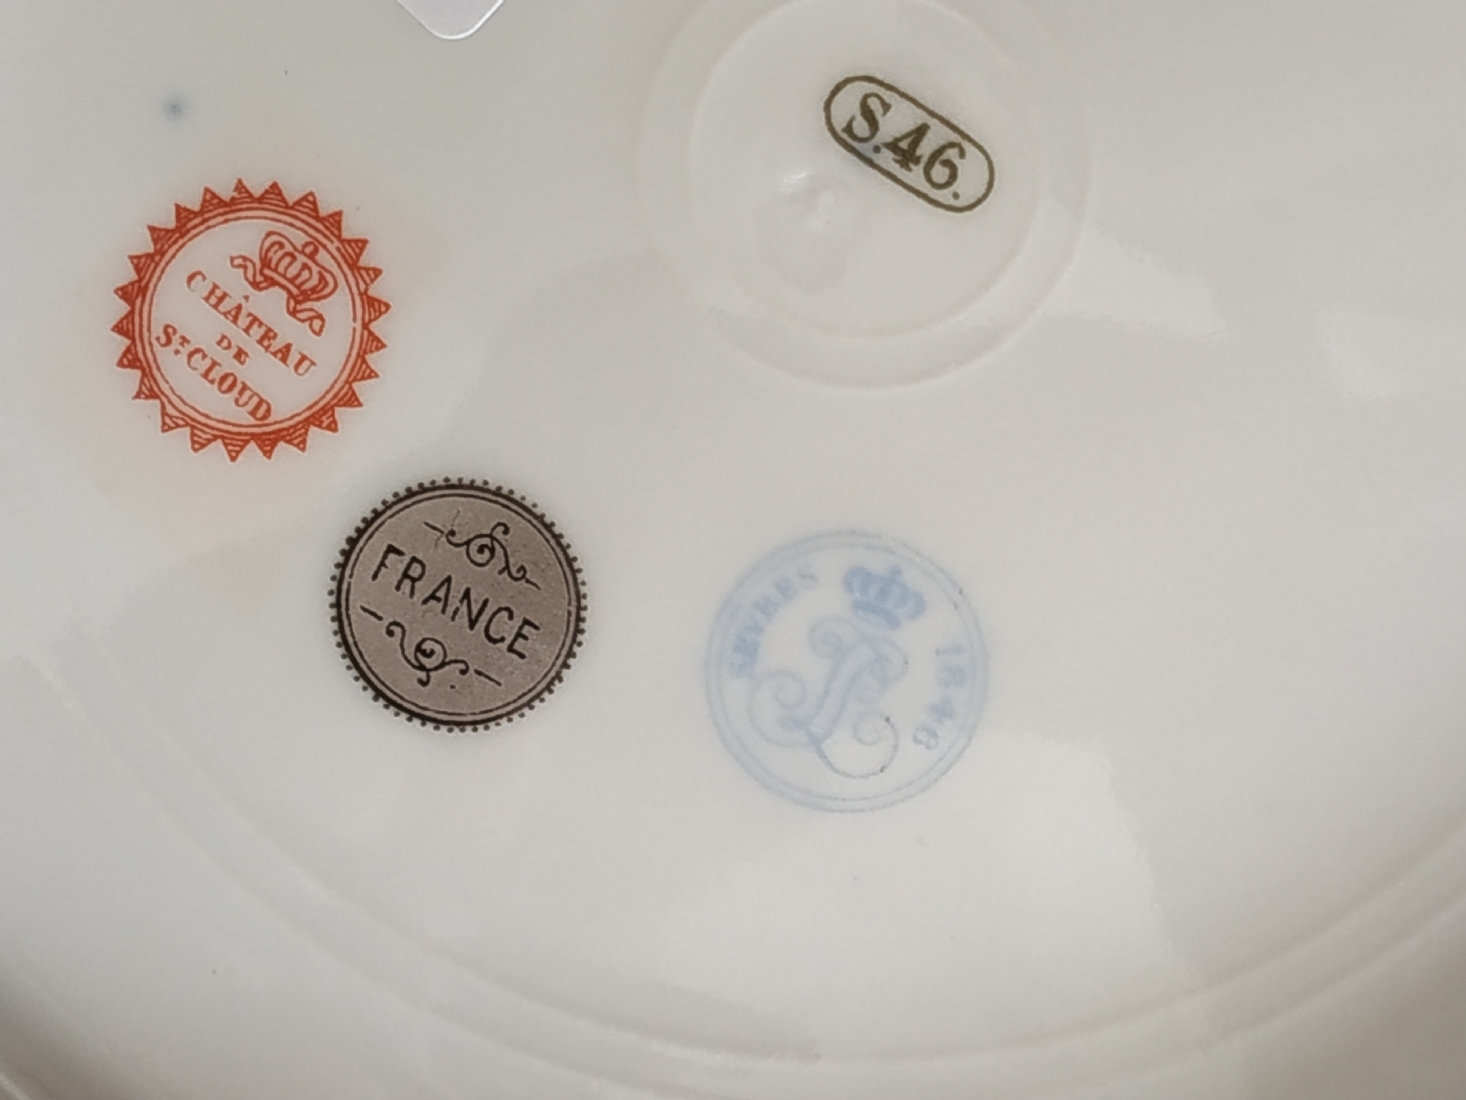 S.46.
CHÂTEAU
DE
ST CLOUD
FRANCE
SEVRES 1846